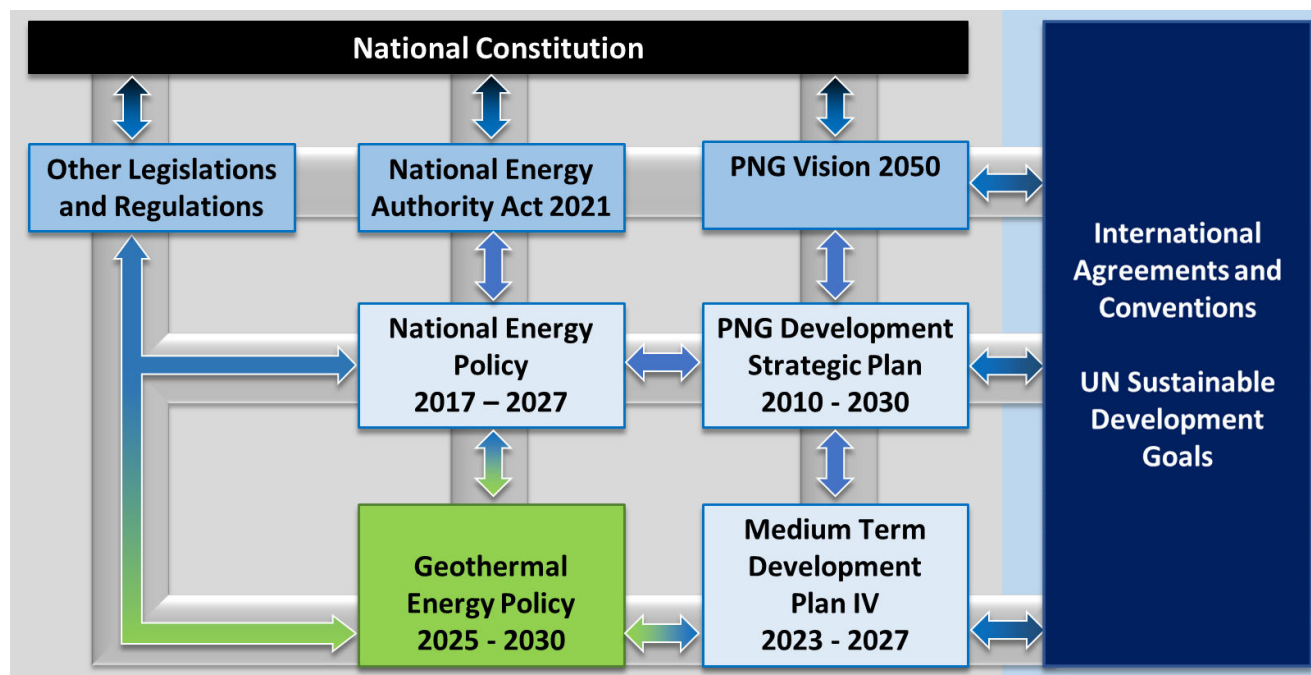 National Constitution
Other Legislations
and Regulations
National Energy
Authority Act 2021
PNG Vision 2050
International
Agreements and
Conventions
UN Sustainable
Development
Goals
National Energy
Policy
2017 – 2027
PNG Development
Strategic Plan
2010 - 2030
Geothermal
Energy Policy
2025 - 2030
Medium Term
Development
Plan IV
2023 - 2027